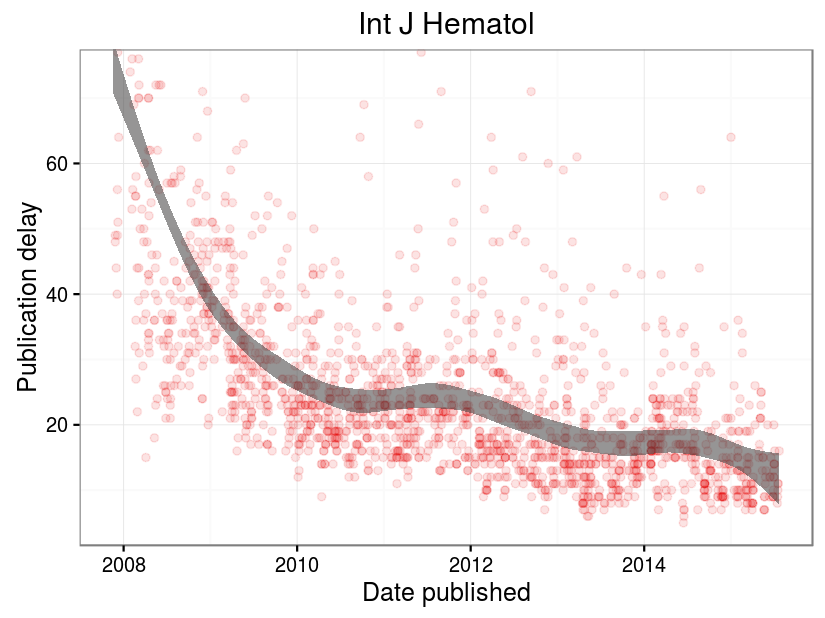 Int J Hematol
Publication delay
60
40
20
2008 2010 2012 2014
Date published